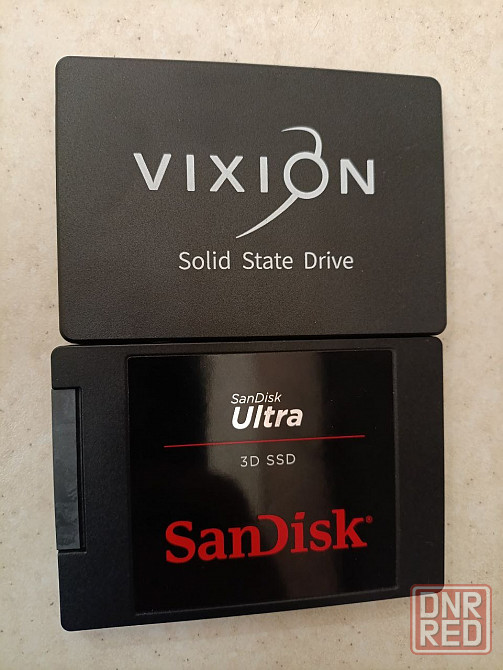 VIXION
Solid State Drive
SanDisk
Ultra
3D SSD
SanDisk®
DNR
RED